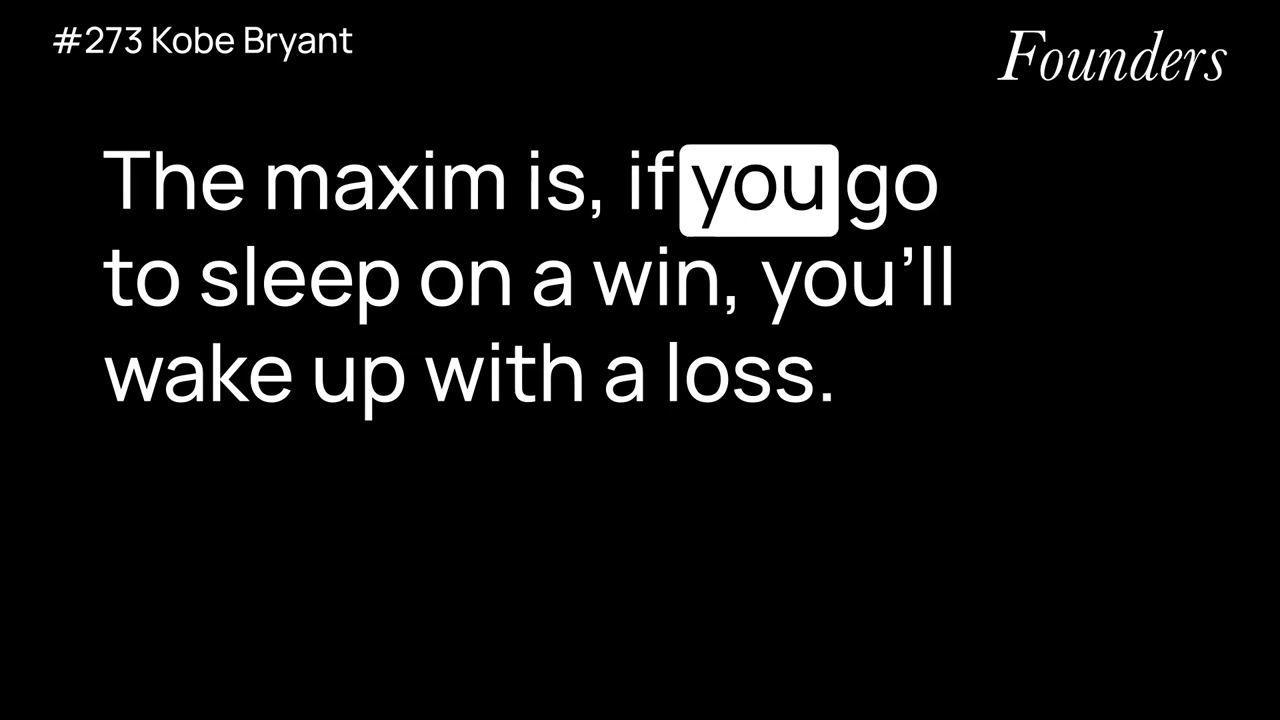 #273 Kobe Bryant
Founders
The maxim is, if you go
to sleep on a win, you’ll
wake up with a loss.